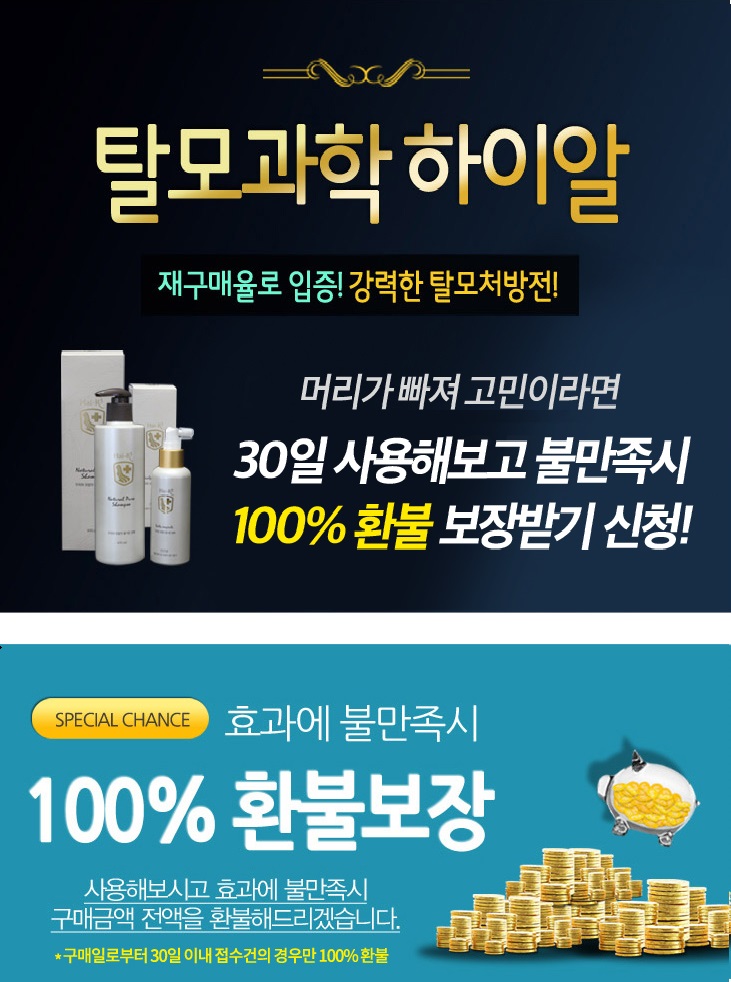 탈모과학 하이알
재구매율로 입증! 강력한 탈모처방전!
머리가 빠져 고민이라면
30일 사용해보고 불만족시
100% 환불 보장받기 신청!
Natural Pure
Shampoo
SPECIAL CHANCE
효과에 불만족시
100% 환불보장
사용해보시고 효과에 불만족시
구매금액 전액을 환불해드리겠습니다.
*구매일로부터 30일 이내 접수건의 경우만 100% 환불